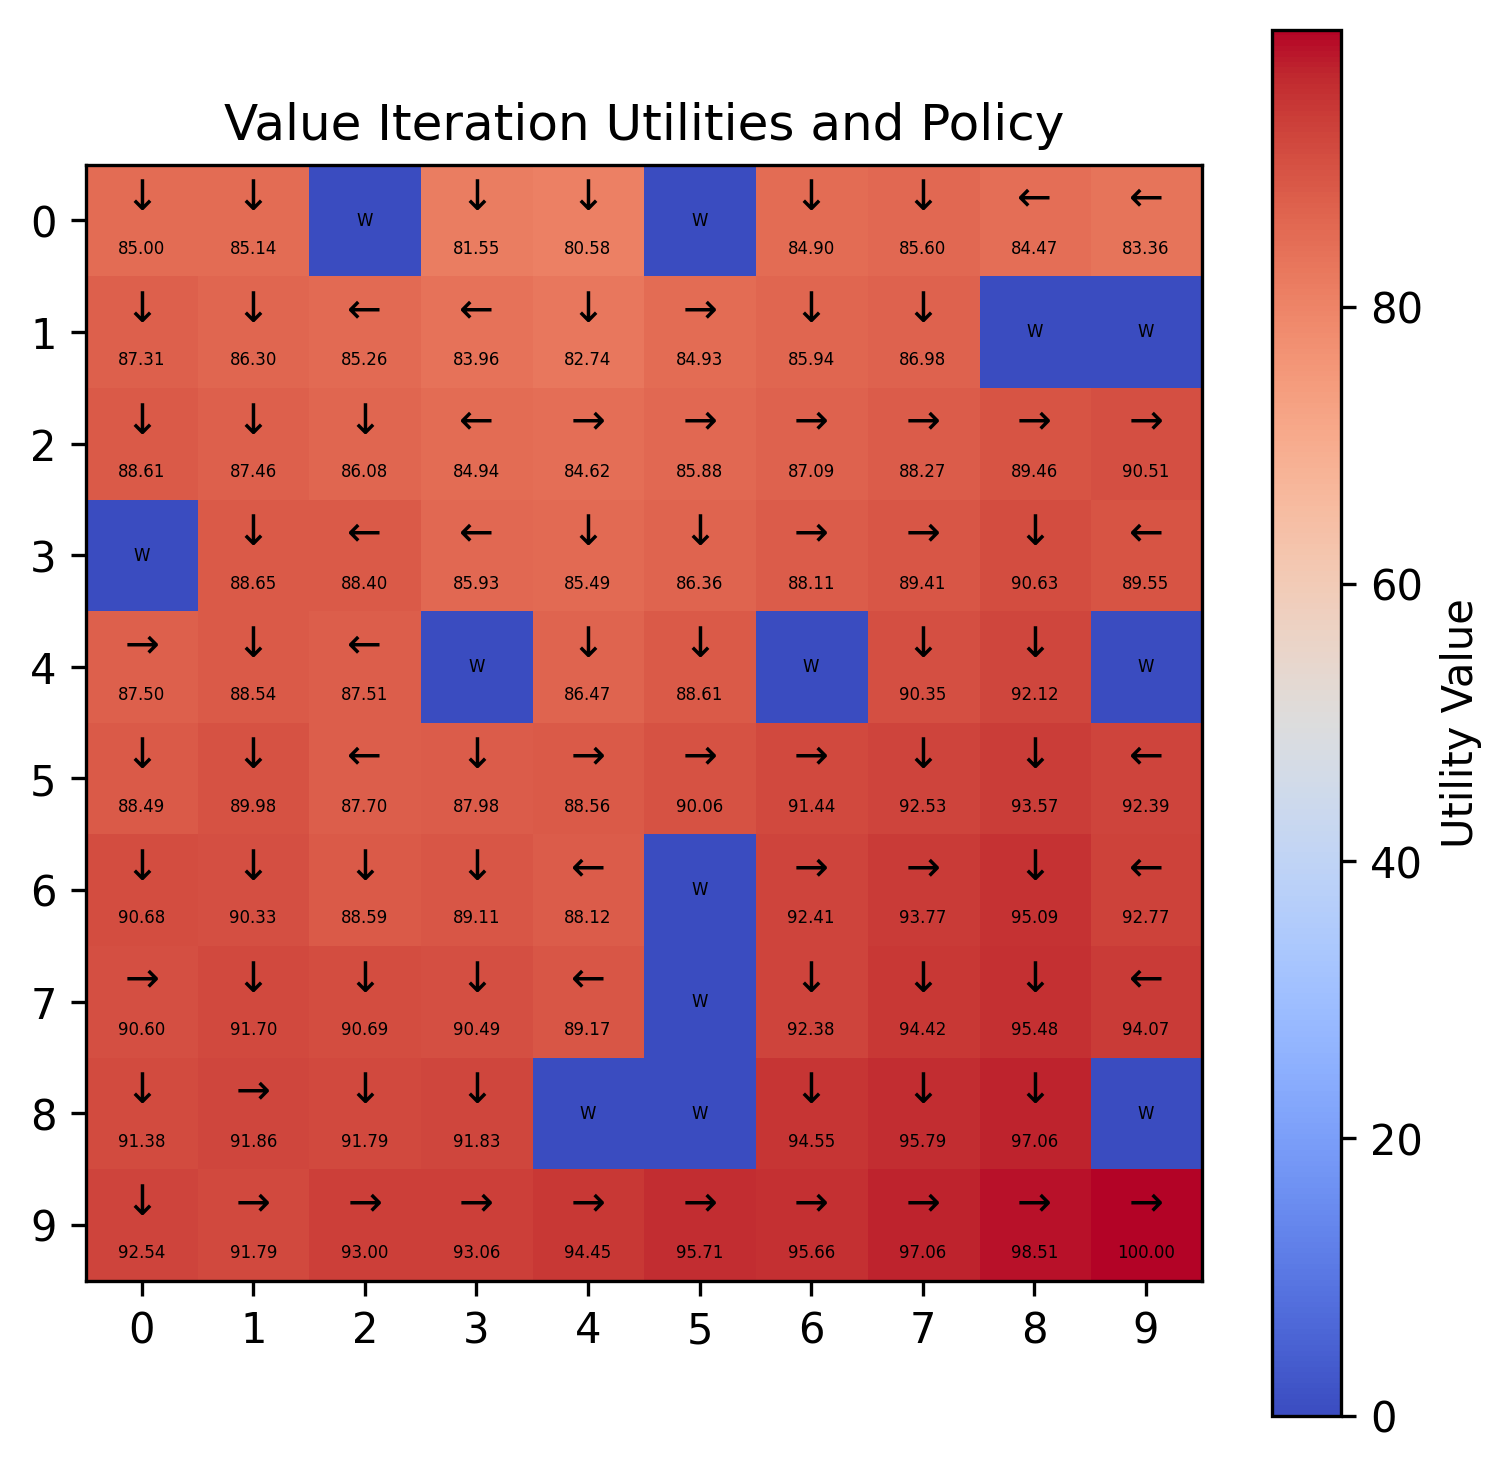 Value Iteration Utilities and Policy
0 ↓ ↓ W ↓ ↓ W ↓ ↓ ← ←
85.00 85.14 81.55 80.58 84.90 85.60 84.47 83.36
1 ↓ ↓ ← ← ↓ → ↓ ↓ W W
87.31 86.30 85.26 83.96 82.74 84.93 85.94 86.98
2 ↓ ↓ ↓ ← → → → → → →
88.61 87.46 86.08 84.94 84.62 85.88 87.09 88.27 89.46 90.51
3 W ↓ ← ← ↓ ↓ → → ↓ ←
88.65 88.40 85.93 85.49 86.36 88.11 89.41 90.63 89.55
4 → ↓ ← W ↓ ↓ W ↓ ↓ W
87.50 88.54 87.51 86.47 88.61 90.35 92.12
5 ↓ ↓ ← ↓ → → → ↓ ↓ ←
88.49 89.98 87.70 87.98 88.56 90.06 91.44 92.53 93.57 92.39
6 ↓ ↓ ↓ ↓ ← W → → ↓ ←
90.68 90.33 88.59 89.11 88.12 92.41 93.77 95.09 92.77
7 → ↓ ↓ ↓ ← W ↓ ↓ ↓ ←
90.60 91.70 90.69 90.49 89.17 92.38 94.42 95.48 94.07
8 ↓ → ↓ ↓ W W ↓ ↓ ↓ W
91.38 91.86 91.79 91.83 94.55 95.79 97.06
9 ↓ → → → → → → → → →
92.54 91.79 93.00 93.06 94.45 95.71 95.66 97.06 98.51 100.00
0 1 2 3 4 5 6 7 8 9
80
60
40
20
0
Utility Value